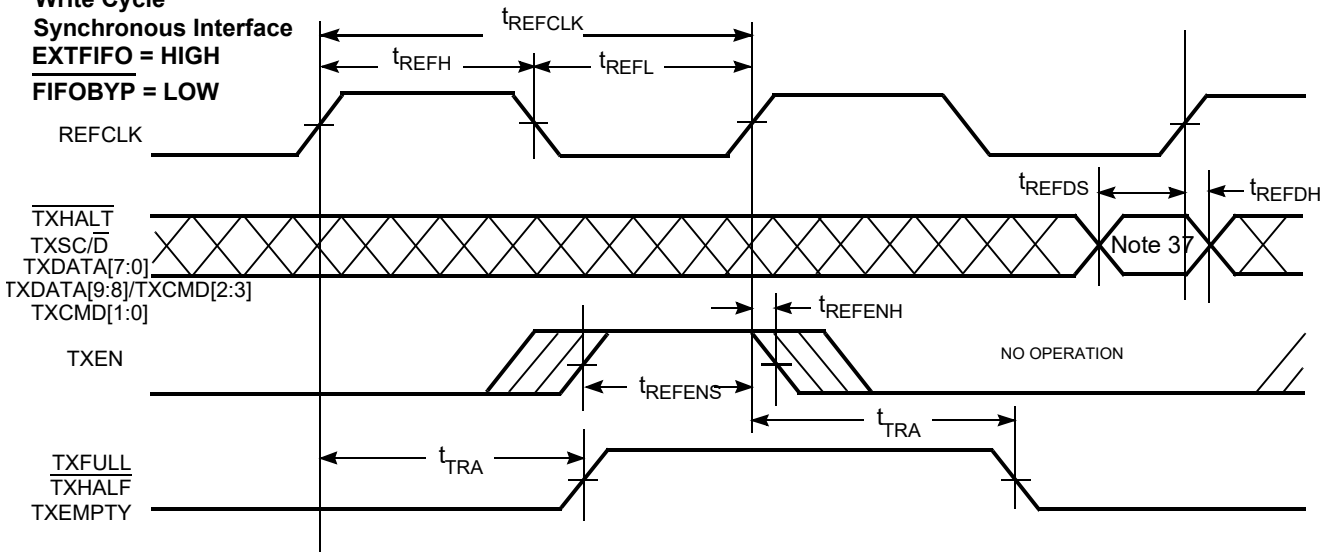 Write Cycle
Synchronous Interface
EXTFIFO = HIGH
FIFOBYP = LOW
tREFCLK
tREFH
tREFL
REFCLK
tREFDS
tREFDH
TXHALT
TXSC/D
TXDATA[7:0]
TXDATA[9:8]/TXCMD[2:3]
TXCMD[1:0]
Note 37
tREFENH
TXEN
NO OPERATION
tREFENS
tTRA
tTRA
TXFULL
TXHALF
TXEMPTY